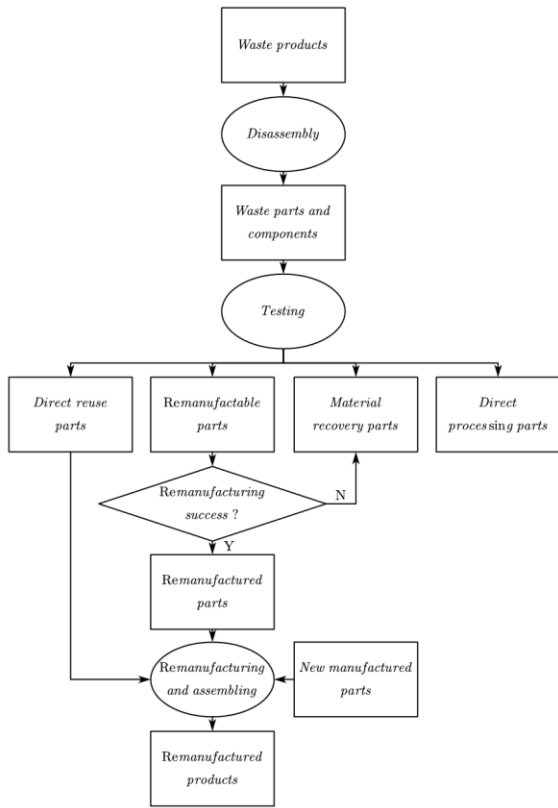 Waste products
Disassembly
Waste parts and
components
Testing
Direct reuse
parts
Remanufactable
parts
Material
recovery parts
Direct
processing parts
Remanufacturing
success ?
N
Y
Remanufactured
parts
Remanufacturing
and assembling
New manufactured
parts
Remanufactured
products